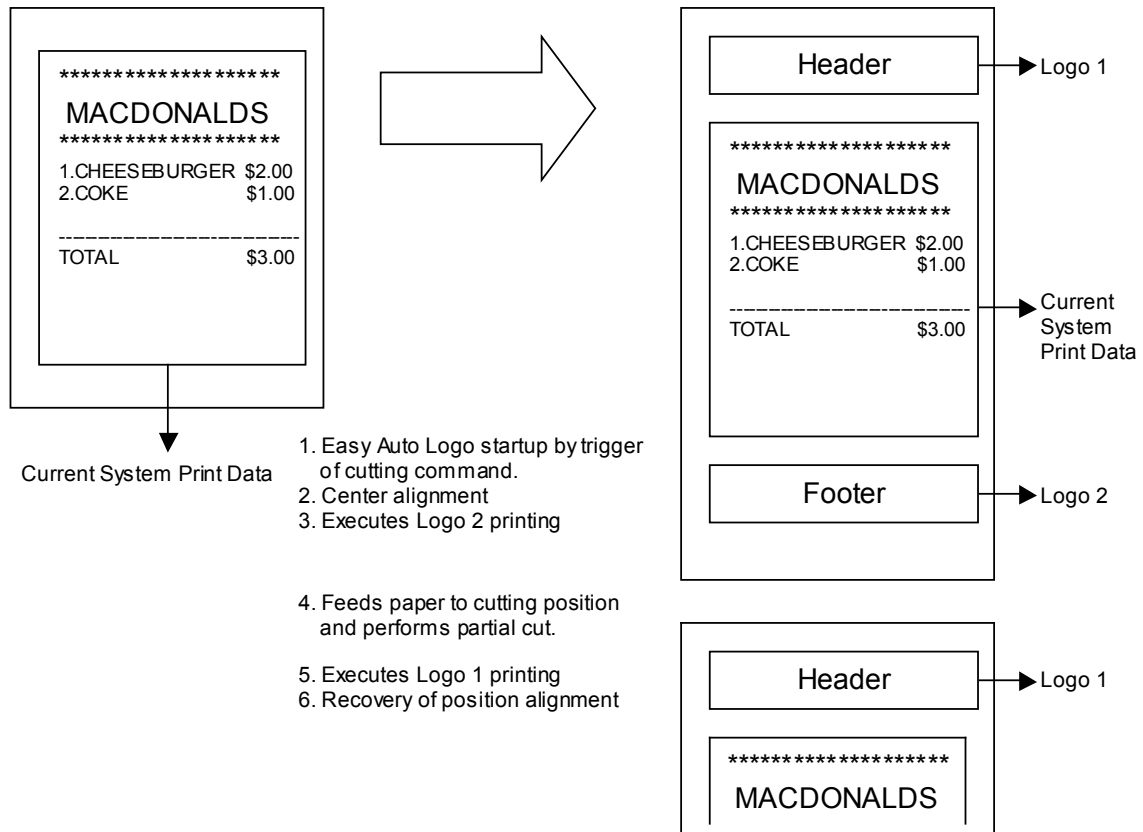 ********************
MACDONALDS
********************
1.CHEESEBURGER $2.00
2.COKE $1.00
---------------------------
TOTAL $3.00
Current System Print Data
1. Easy Auto Logo startup by trigger
of cutting command.
2. Center alignment
3. Executes Logo 2 printing
4. Feeds paper to cutting position
and performs partial cut.
5. Executes Logo 1 printing
6. Recovery of position alignment
Header
Logo 1
********************
MACDONALDS
********************
1.CHEESEBURGER $2.00
2.COKE $1.00
---------------------------
TOTAL $3.00
Current
System
Print Data
Footer
Logo 2
Header
Logo 1
********************
MACDONALDS